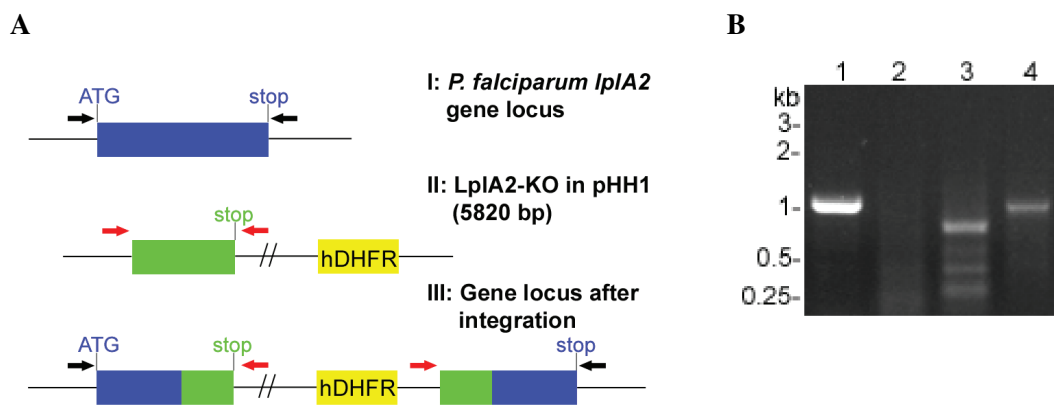 A
B
ATG
stop
I: P. falciparum lplA2
gene locus
II: LplA2-KO in pHH1
(5820 bp)
stop
hDHFR
III: Gene locus after
integration
ATG
stop
stop
hDHFR
1 2 3 4
kb
3-
2-
1-
0.5-
0.25-